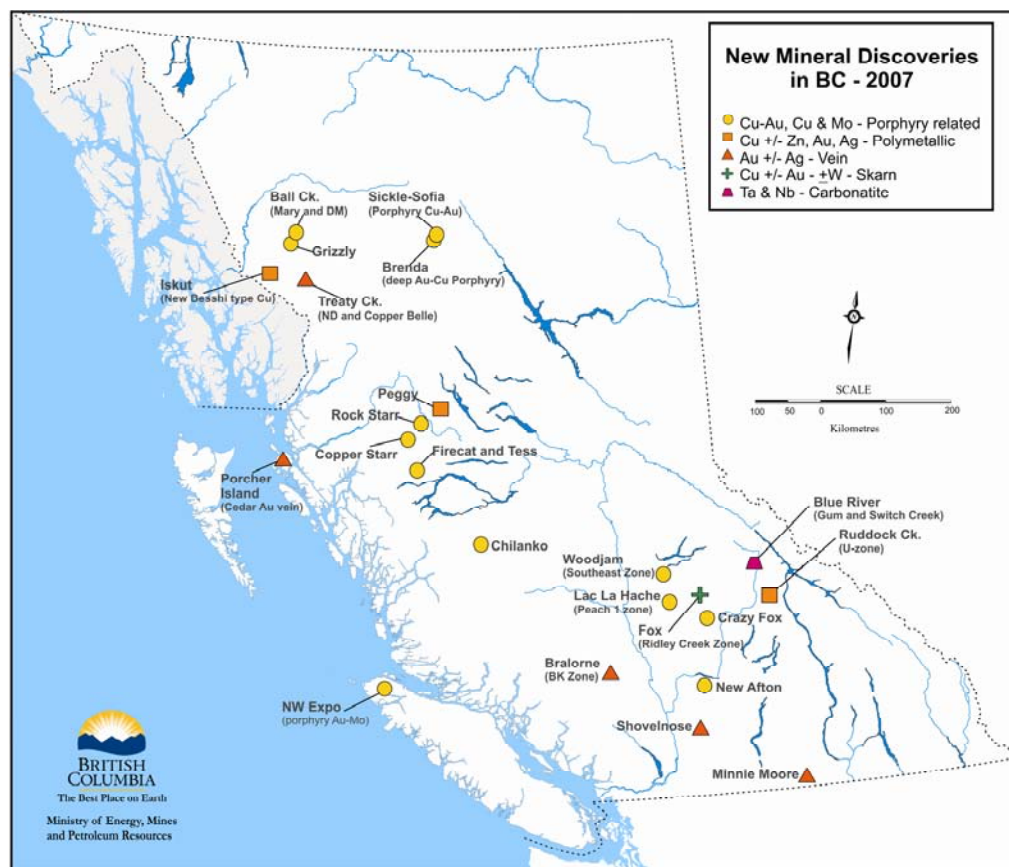 New Mineral Discoveries
in BC - 2007
Cu-Au, Cu & Mo - Porphyry related
Cu +/- Zn, Au, Ag - Polymetallic
Au +/- Ag - Vein
Cu +/- Au - +W - Skarn
Ta & Nb - Carbonatite
Ball Ck.
(Mary and DM)
Grizzly
Sickle-Sofia
(Porphyry Cu-Au)
Brenda
(deep Au-Cu Porphyry)
Iskut
(New Desshi type Cu)
Treaty Ck.
(ND and Copper Belle)
N
SCALE
100 50 0 100 200
Kilometres
Peggy
Rock Starr
Copper Starr
Firecat and Tess
Porcher
Island
(Cedar Au vein)
Blue River
(Gum and Switch Creek)
Ruddock Ck.
(U-zone)
Chilanko
Woodjam
(Southeast Zone)
Lac La Hache
(Peach 1 zone)
Crazy Fox
Fox
(Ridley Creek Zone)
Bralorne
(BK Zone)
New Afton
NW Expo
(porphyry Au-Mo)
Shovelnose
Minnie Moore
BRITISH
COLUMBIA
The Best Place on Earth
Ministry of Energy, Mines
and Petroleum Resources